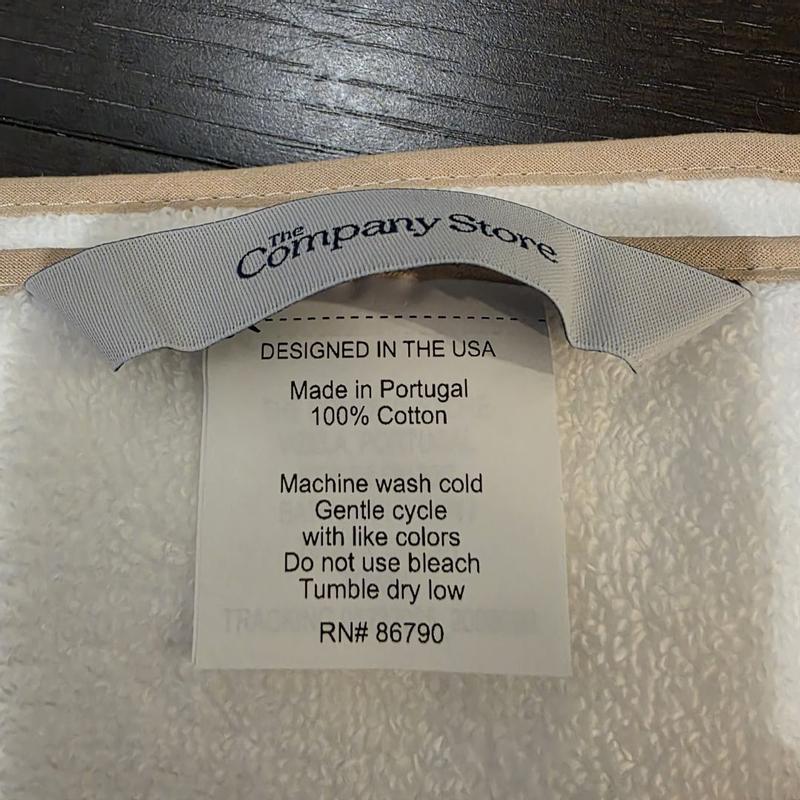 The
Company Store
DESIGNED IN THE USA
Made in Portugal
100% Cotton
Machine wash cold
Gentle cycle
with like colors
Do not use bleach
Tumble dry low
RN# 86790